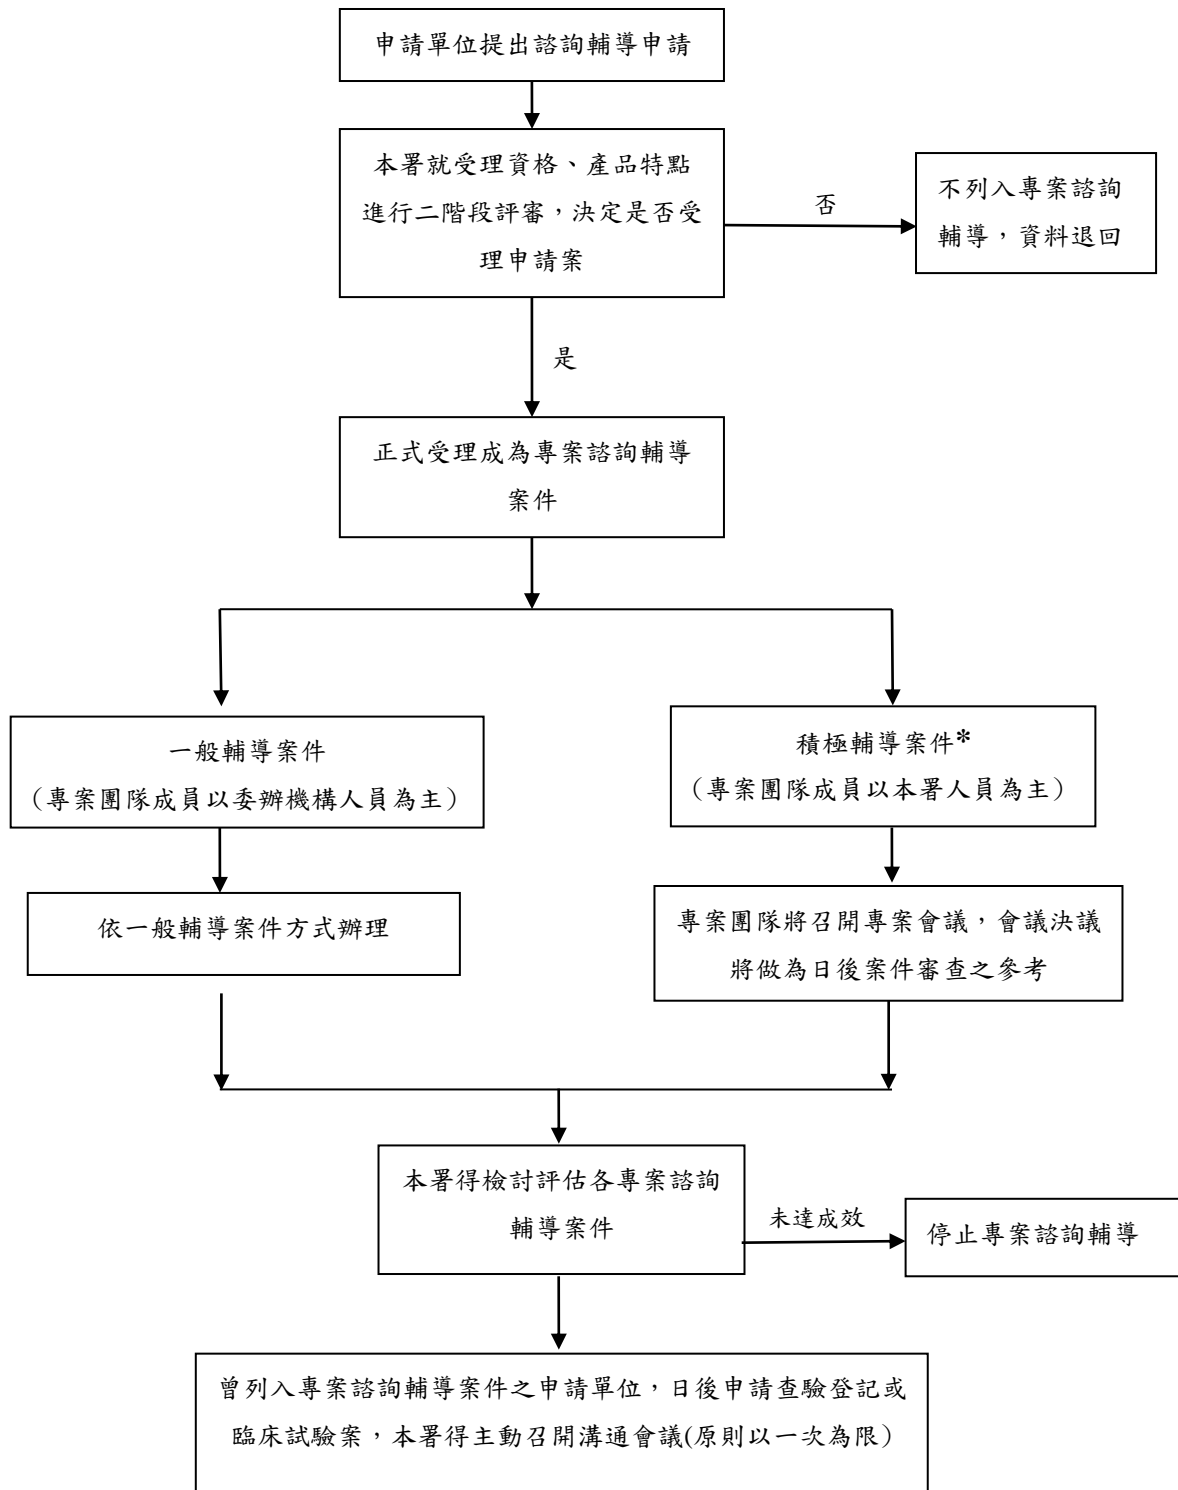 申請單位提出諮詢輔導申請
本署就受理資格、產品特點
進行二階段評審，決定是否受
理申請案
否
不列入專案諮詢
輔導，資料退回
是
正式受理成為專案諮詢輔導
案件
一般輔導案件
（專案團隊成員以委辦機構人員為主）
積極輔導案件*
（專案團隊成員以本署人員為主）
依一般輔導案件方式辦理
專案團隊將召開專案會議，會議決議
將做為日後案件審查之參考
本署得檢討評估各專案諮詢
輔導案件
未達成效
停止專案諮詢輔導
曾列入專案諮詢輔導案件之申請單位，日後申請查驗登記或
臨床試驗案，本署得主動召開溝通會議(原則以一次為限）